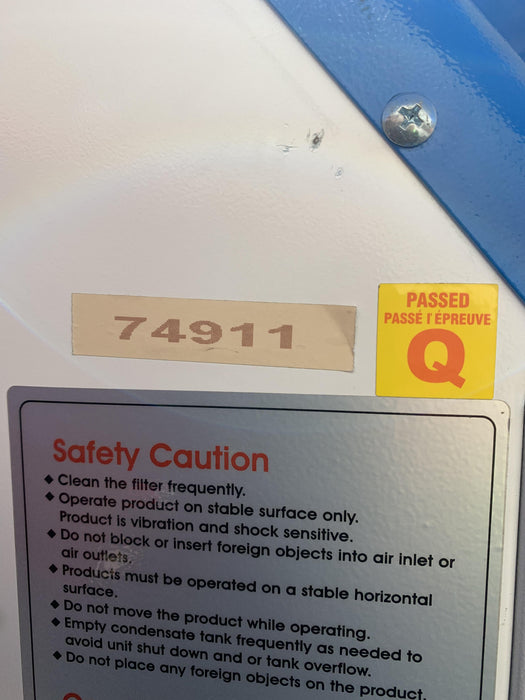 74911
PASSED
PASSÉ l'ÉPREUVE
Q
Safety Caution
◆ Clean the filter frequently.
◆ Operate product on stable surface only.
Product is vibration and shock sensitive.
◆ Do not block or insert foreign objects into air inlet or
air outlets.
◆ Products must be operated on a stable horizontal
surface.
◆ Do not move the product while operating.
◆ Empty condensate tank frequently as needed to
avoid unit shut down and or tank overflow.
◆ Do not place any foreign objects on the product.